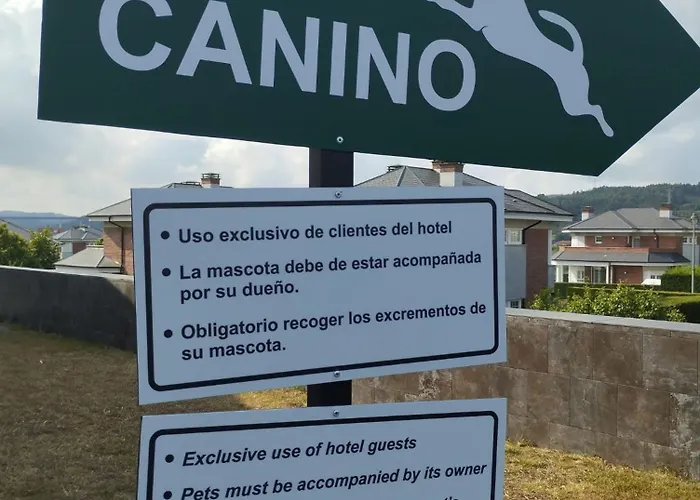 CANINO
• Uso exclusivo de clientes del hotel
• La mascota debe de estar acompañada
por su dueño.
• Obligatorio recoger los excrementos de
su mascota.
• Exclusive use of hotel guests
• Pets must be accompanied by its owner